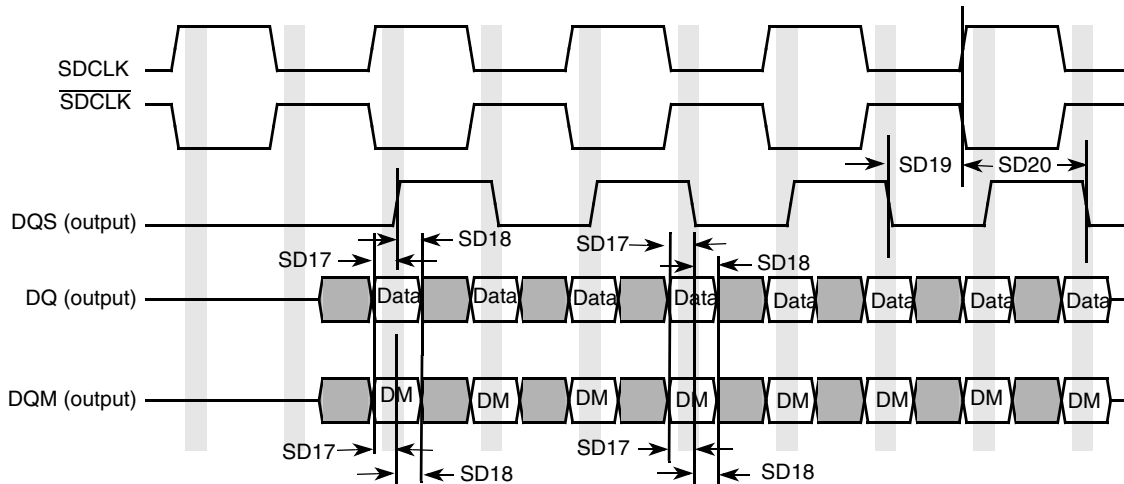 SDCLK
SDCLK
SD19 SD20
DQS (output)
SD18 SD17
SD17 SD18
DQ (output) Data Data Data Data Data Data Data Data
DQM (output) DM DM DM DM DM DM DM DM
SD17 SD17
SD18 SD18